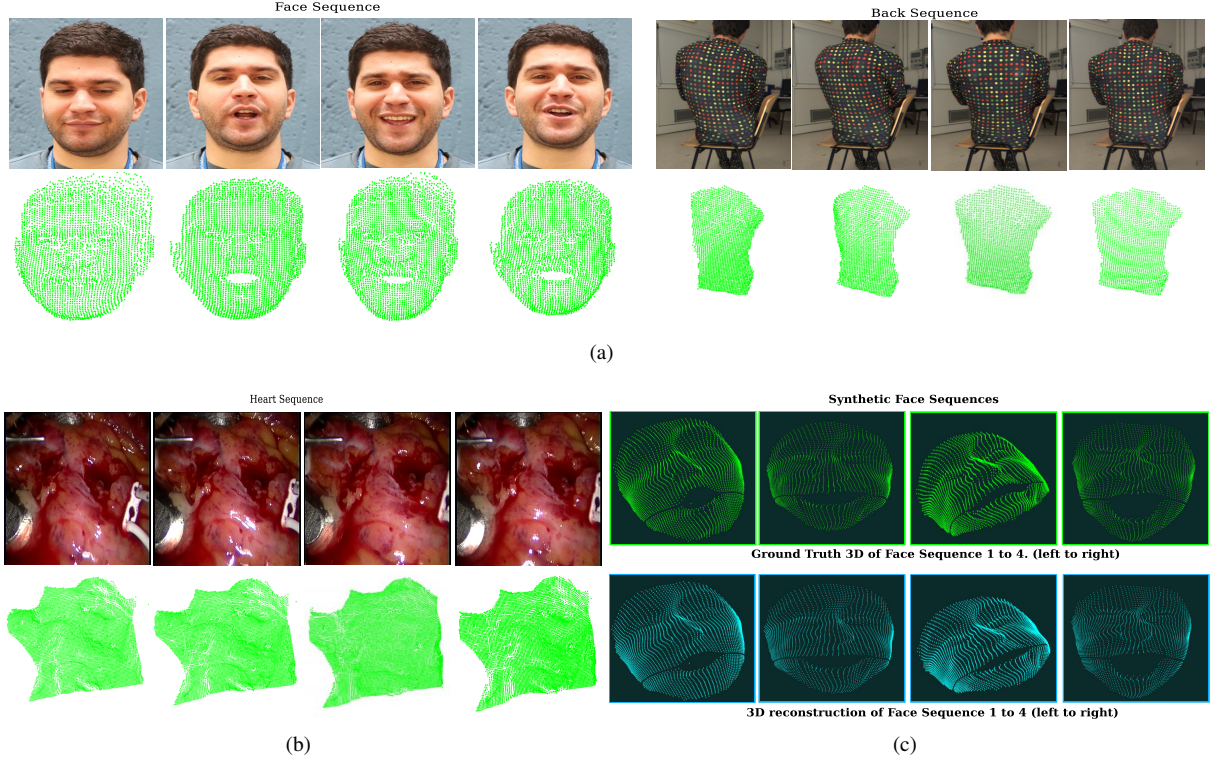 Face Sequence
Back Sequence
(a)
Heart Sequence
Synthetic Face Sequences
Ground Truth 3D of Face Sequence 1 to 4. (left to right)
3D reconstruction of Face Sequence 1 to 4 (left to right)
(b)
(c)